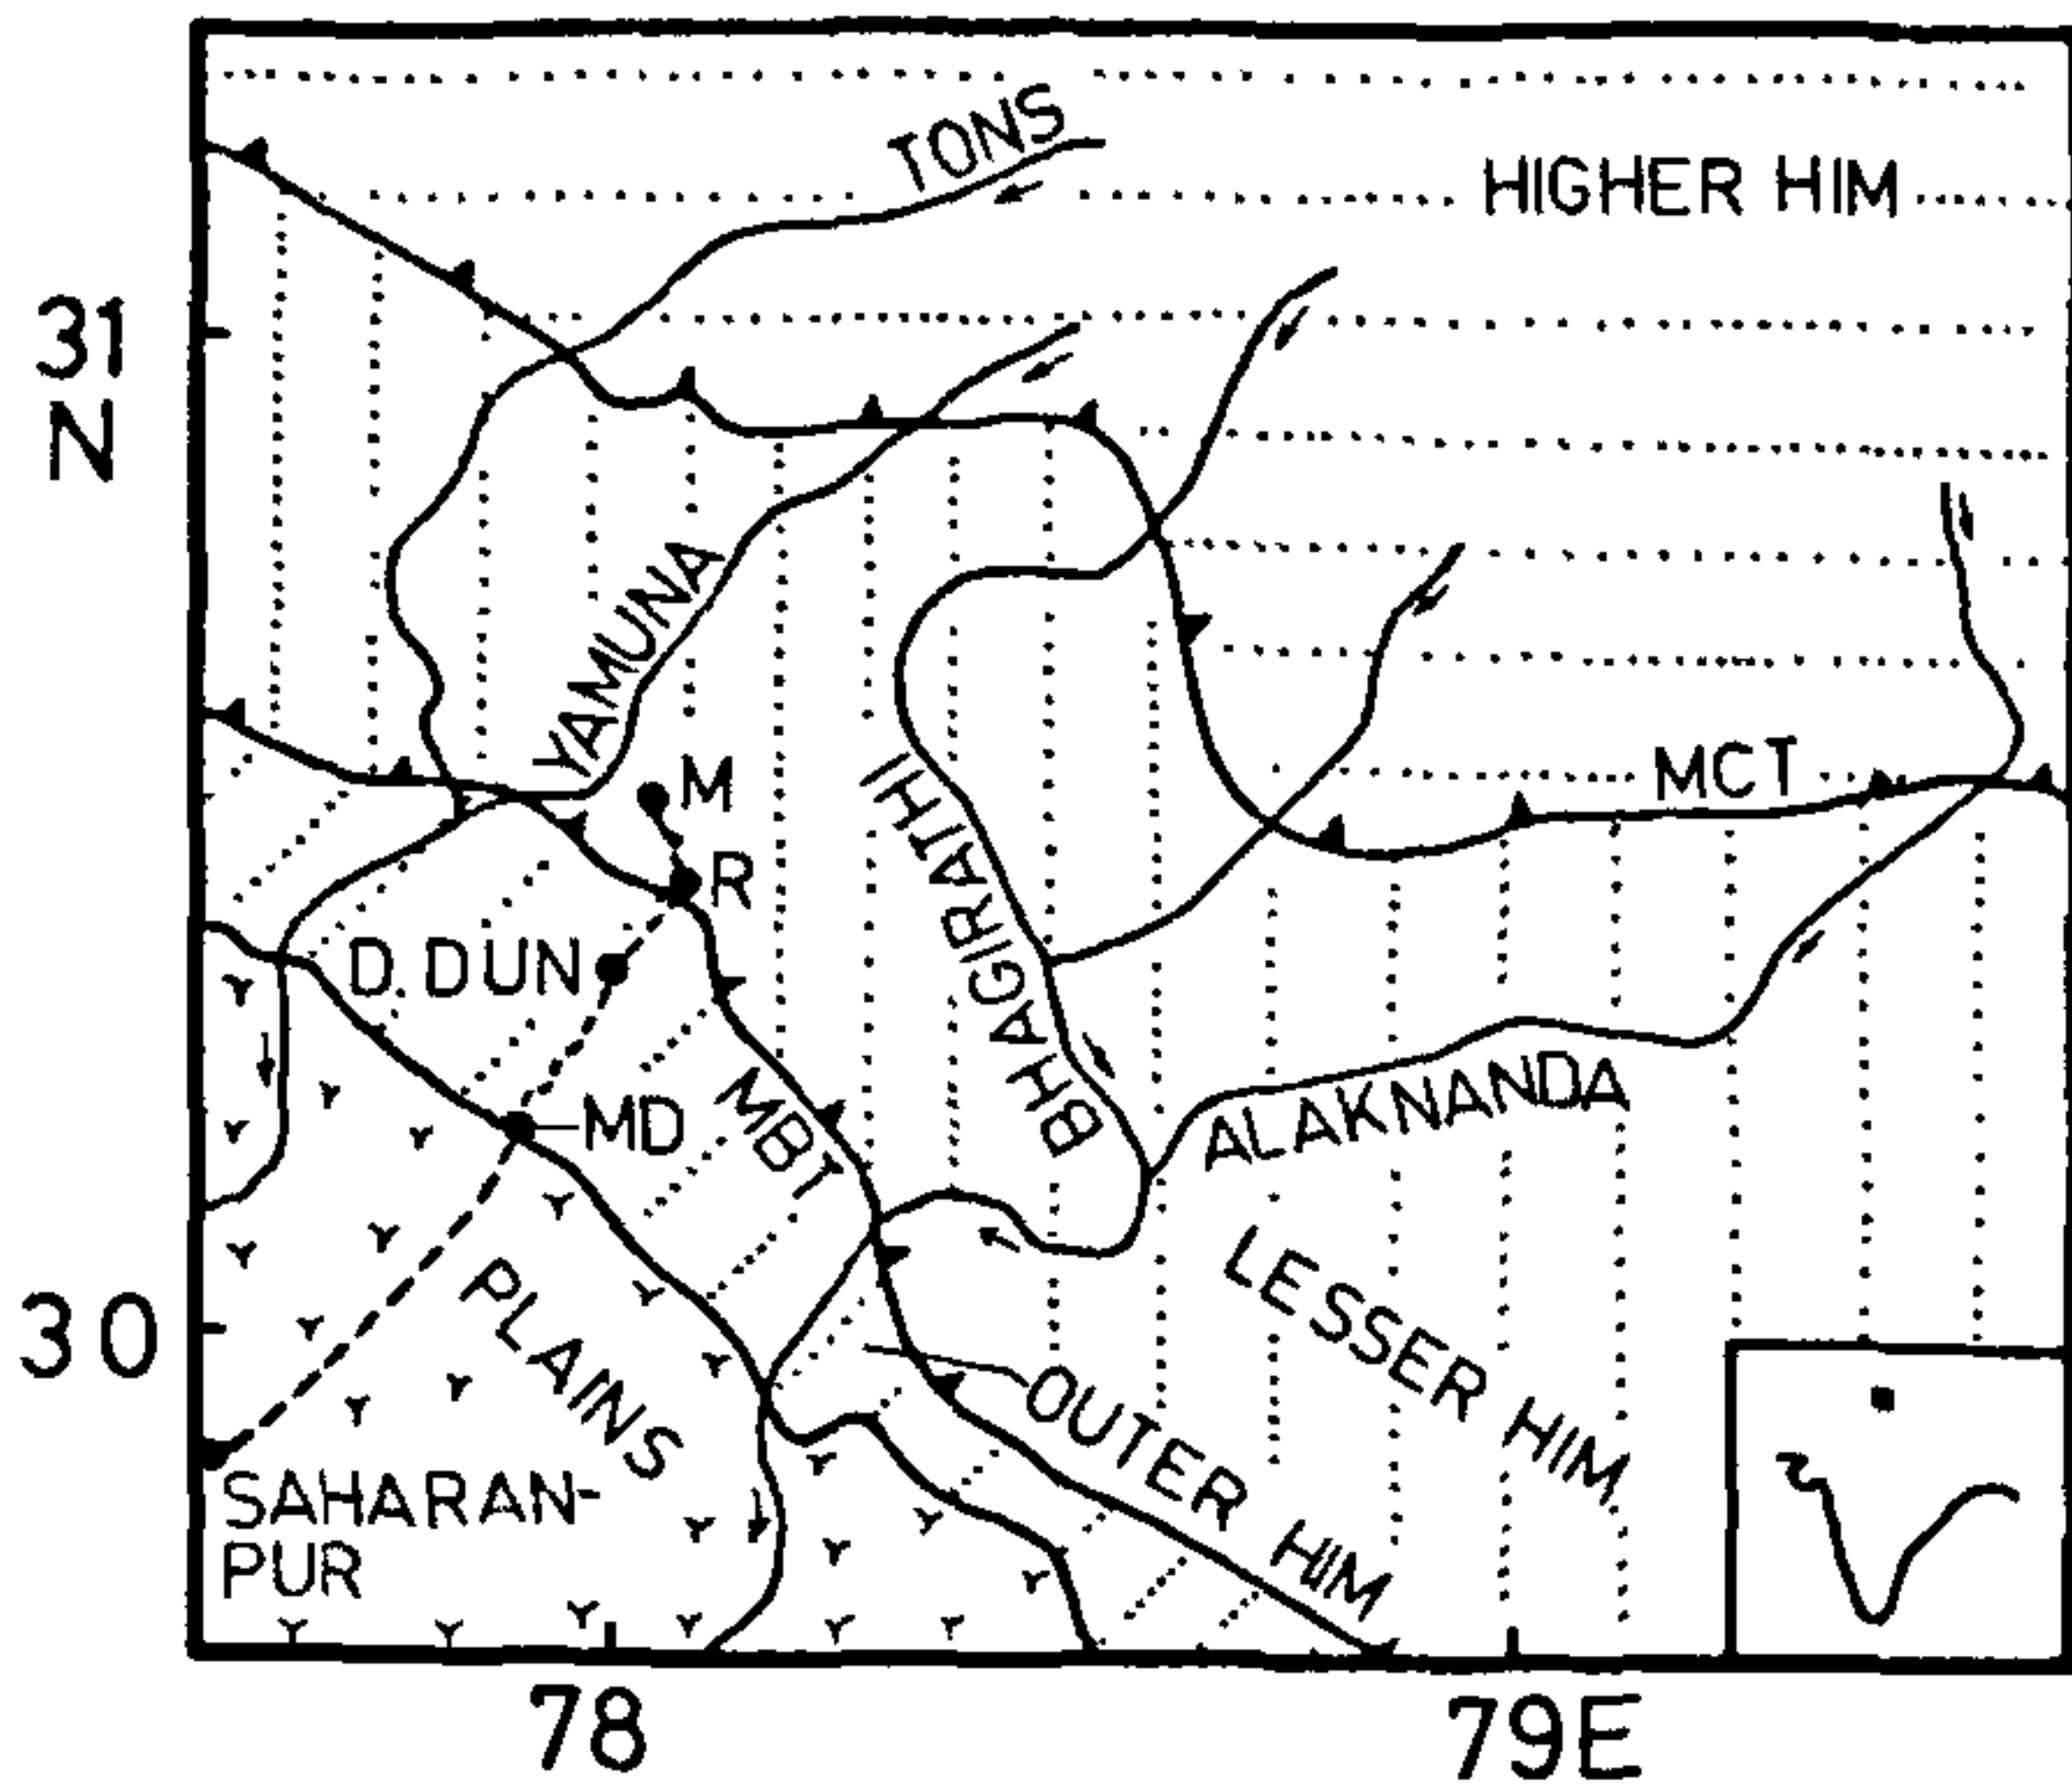 TONS
HIGHER HIM
31
N
YAMUNA
M
MCT
BHAGIRATHI
R
D.DUN
MD
MBT
ALAKNANDA
LESSER HIM
PLAINS
30
OUTER HIM
SAHARAN-
PUR
78
79E